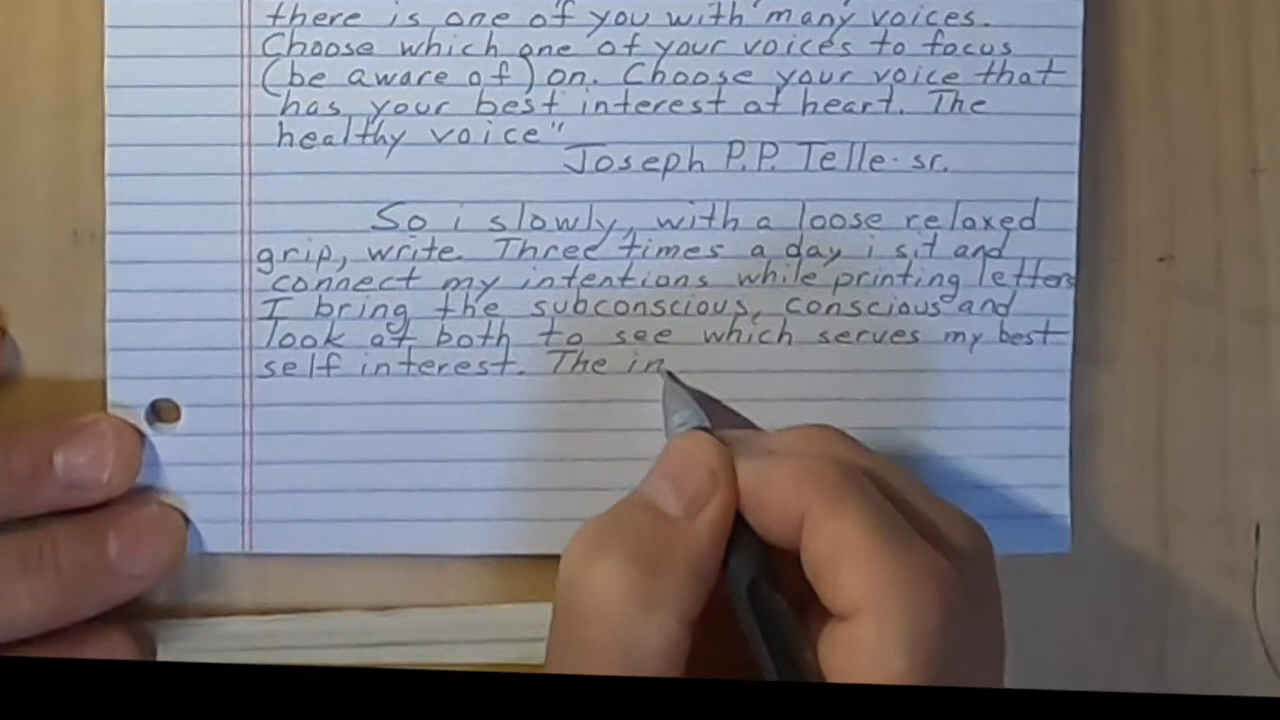 there is one of you with many voices.
Choose which one of your voices to focus
(be aware of) on. Choose your voice that
has your best interest at heart. The
healthy voice"
Joseph P.P. Telle. sr.
So i slowly, with a loose relaxed
grip, write. Three times a day i sit and
connect my intentions while printing letters
I bring the subconscious, conscious and
look at both to see which serves my best
self interest. The in